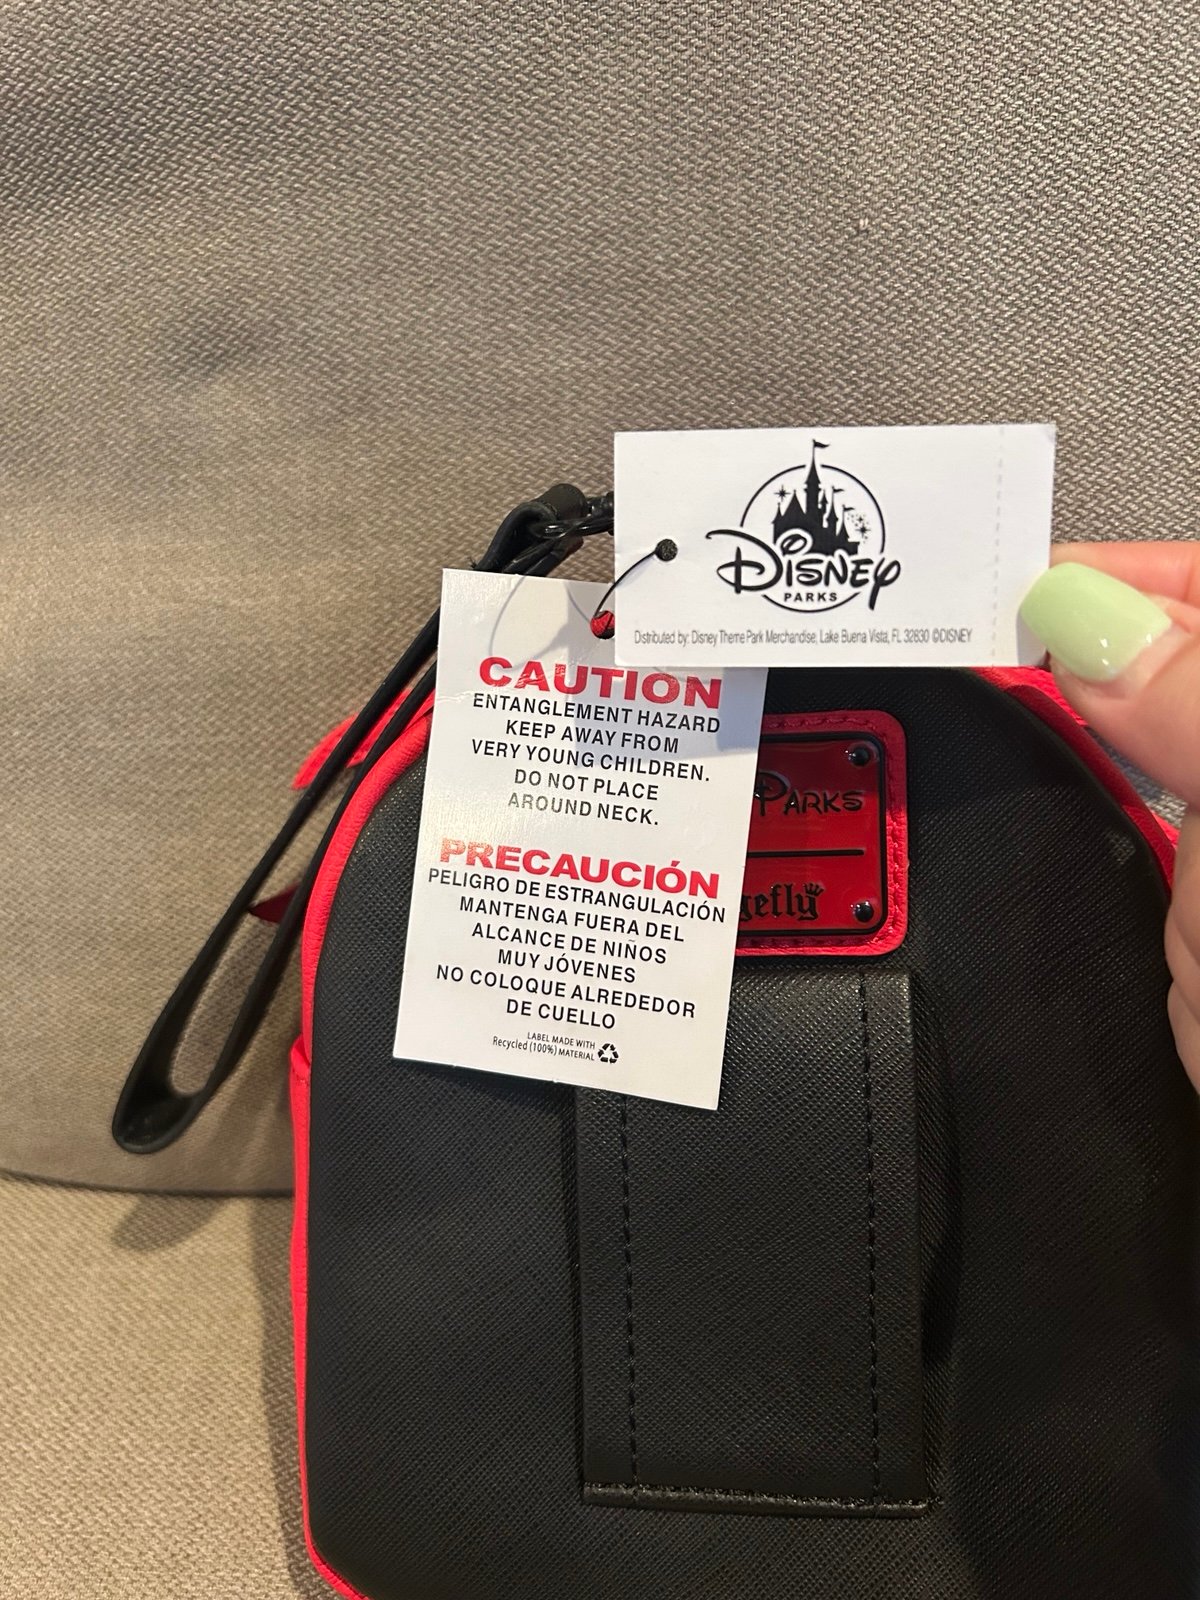 Disney
PARKS
Distributed by: Disney Theme Park Merchandise, Lake Buena Vista, FL 32830 ©DISNEY
CAUTION
ENTANGLEMENT HAZARD
KEEP AWAY FROM
VERY YOUNG CHILDREN.
DO NOT PLACE
AROUND NECK.
PRECAUCIÓN
PELIGRO DE ESTRANGULACIÓN
MANTENGA FUERA DEL
ALCANCE DE NIÑOS
MUY JÓVENES
NO COLOQUE ALREDEDOR
DE CUELLO
LABEL MADE WITH
Recycled (100%) MATERIAL
PARKS
gefly